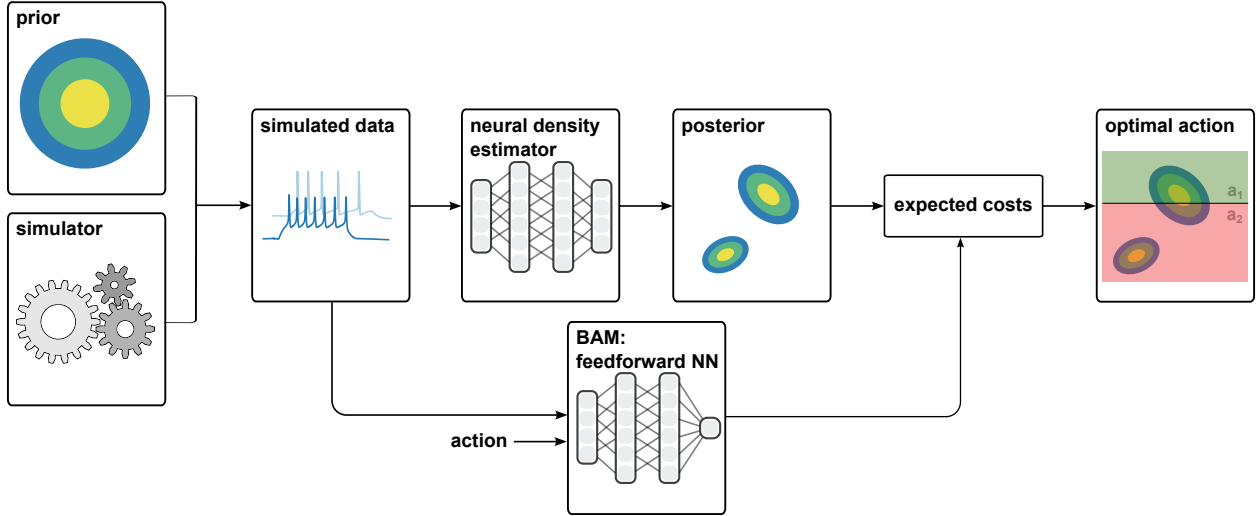 prior
simulator
simulated data
neural density
estimator
posterior
expected costs
optimal action
a₁
a₂
BAM:
feedforward NN
action